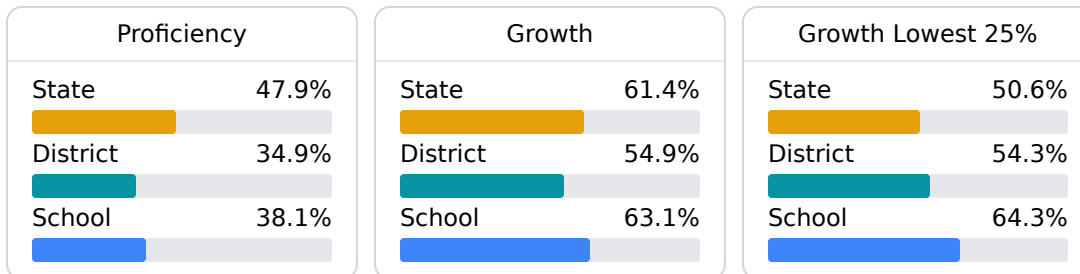 Proficiency
State 47.9%
District 34.9%
School 38.1%
Growth
State 61.4%
District 54.9%
School 63.1%
Growth Lowest 25%
State 50.6%
District 54.3%
School 64.3%